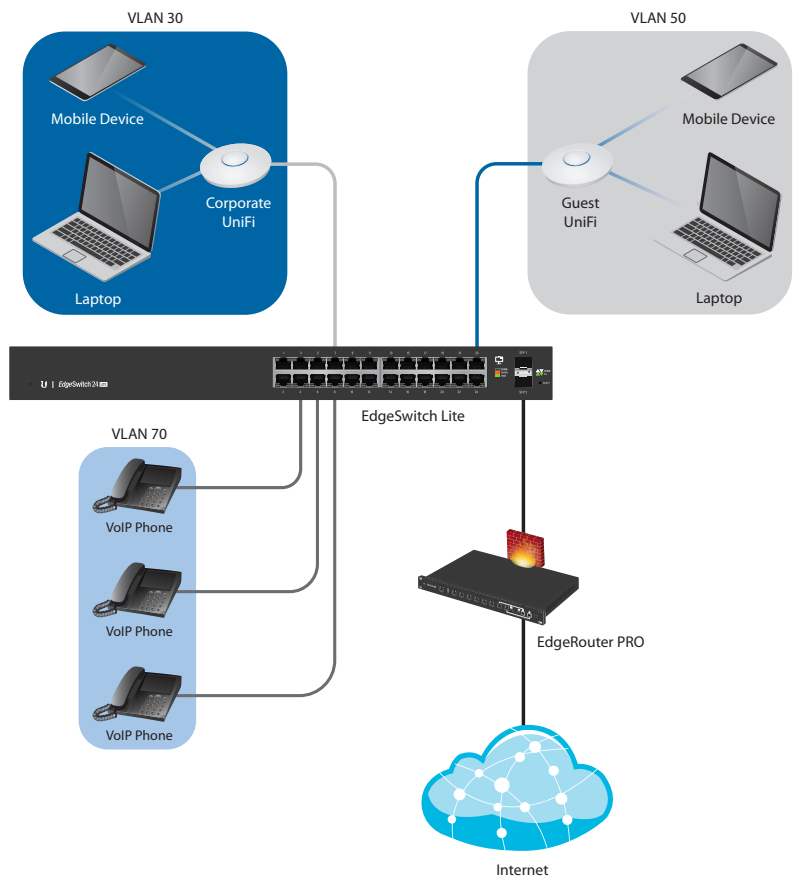 VLAN 30
VLAN 50
Mobile Device
Mobile Device
Corporate
UniFi
Guest
UniFi
Laptop
Laptop
EdgeSwitch 24
EdgeSwitch Lite
VLAN 70
VoIP Phone
VoIP Phone
VoIP Phone
EdgeRouter PRO
Internet